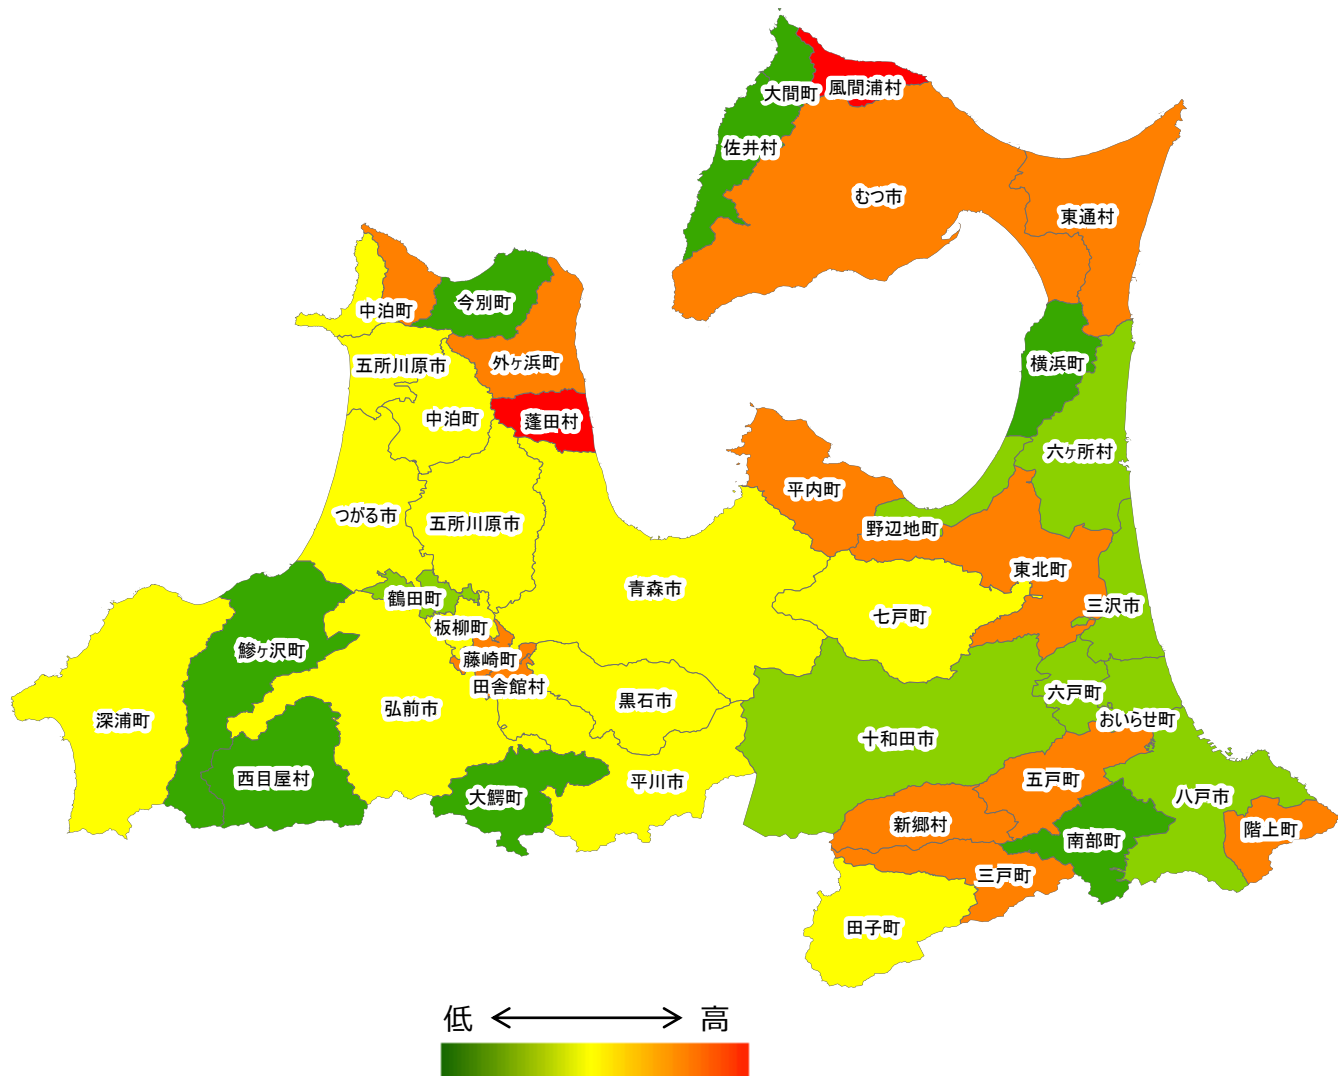 大間町
風間浦村
佐井村
むつ市
東通村
今別町
中泊町
外ヶ浜町
五所川原市
横浜町
中泊町
蓬田村
六ヶ所村
平内町
つがる市
五所川原市
野辺地町
東北町
青森市
鶴田町
三沢市
七戸町
板柳町
鰺ヶ沢町
藤崎町
田舎館村
六戸町
黒石市
弘前市
深浦町
おいらせ町
十和田市
西目屋村
平川市
五戸町
大鰐町
八戸市
新郷村
階上町
南部町
三戸町
田子町
低 高